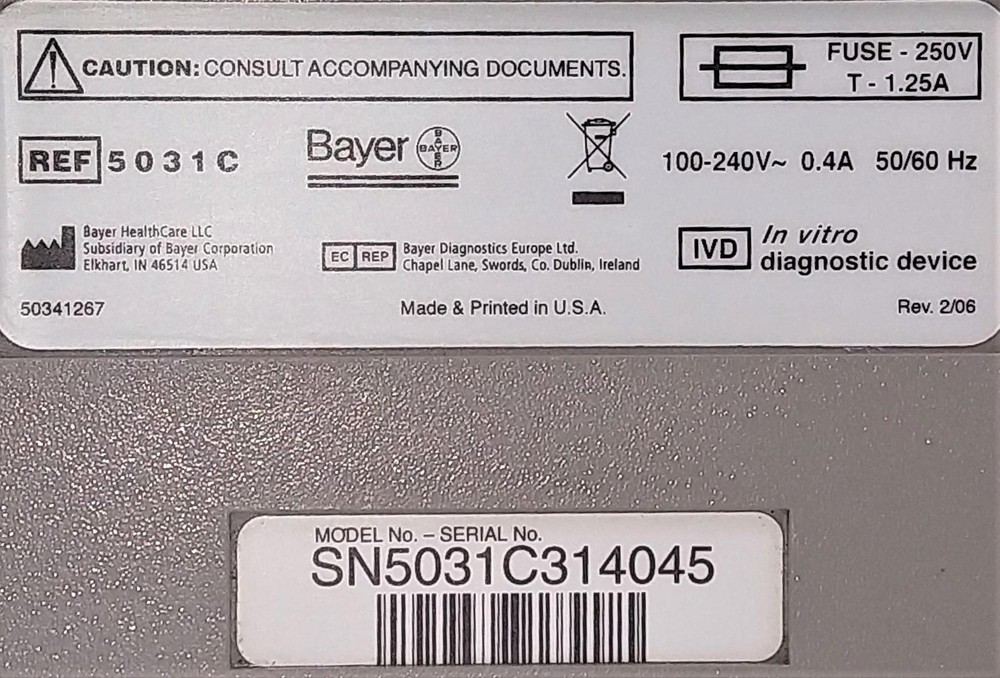 CAUTION: CONSULT ACCOMPANYING DOCUMENTS.
FUSE - 250V
T - 1.25A
REF 5031C
Bayer
BAYER
BAYER
100-240V~ 0.4A 50/60 Hz
Bayer HealthCare LLC
Subsidiary of Bayer Corporation
Elkhart, IN 46514 USA
EC REP
Bayer Diagnostics Europe Ltd.
Chapel Lane, Swords, Co. Dublin, Ireland
IVD
In vitro
diagnostic device
50341267
Made & Printed in U.S.A.
Rev. 2/06
MODEL No. – SERIAL No.
SN5031C314045